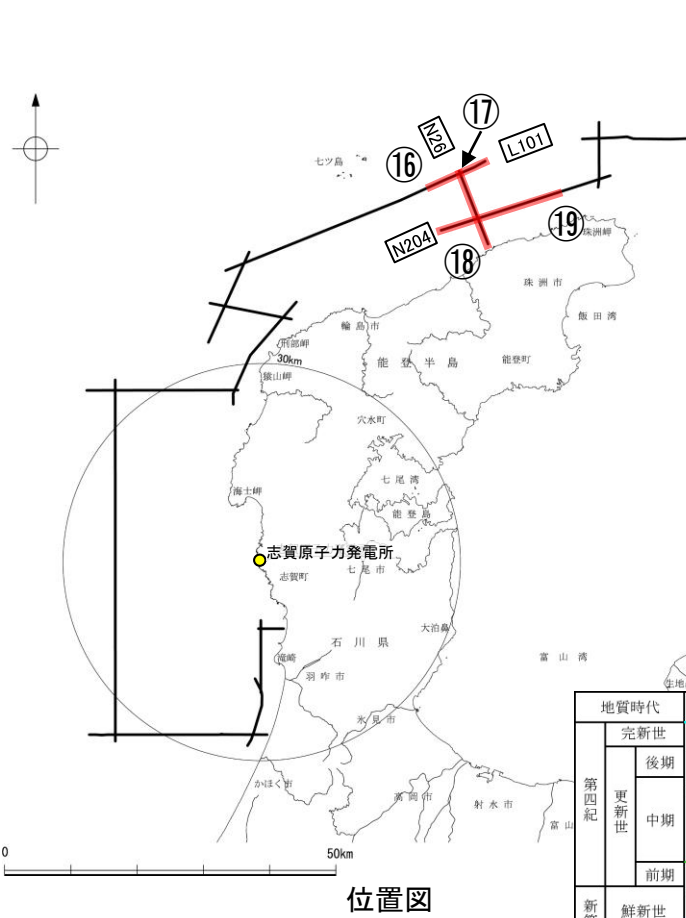 ⑰
N26
L101
⑯
七ツ島
⑲
珠洲岬
N204
⑱
珠洲市
飯田湾
輪島市
刑部岬
30km
能登半島
能登町
猿山岬
穴水町
七尾湾
海士岬
能登島
志賀原子力発電所
志賀町
七尾市
大泊鼻
石川県
滝崎
富山湾
羽咋市
生地
氷見市
かほく市
高岡市
射水市
富山
0
50km
位置図
地質時代
完新世
後期
第四紀
更新世
中期
前期
鮮新世